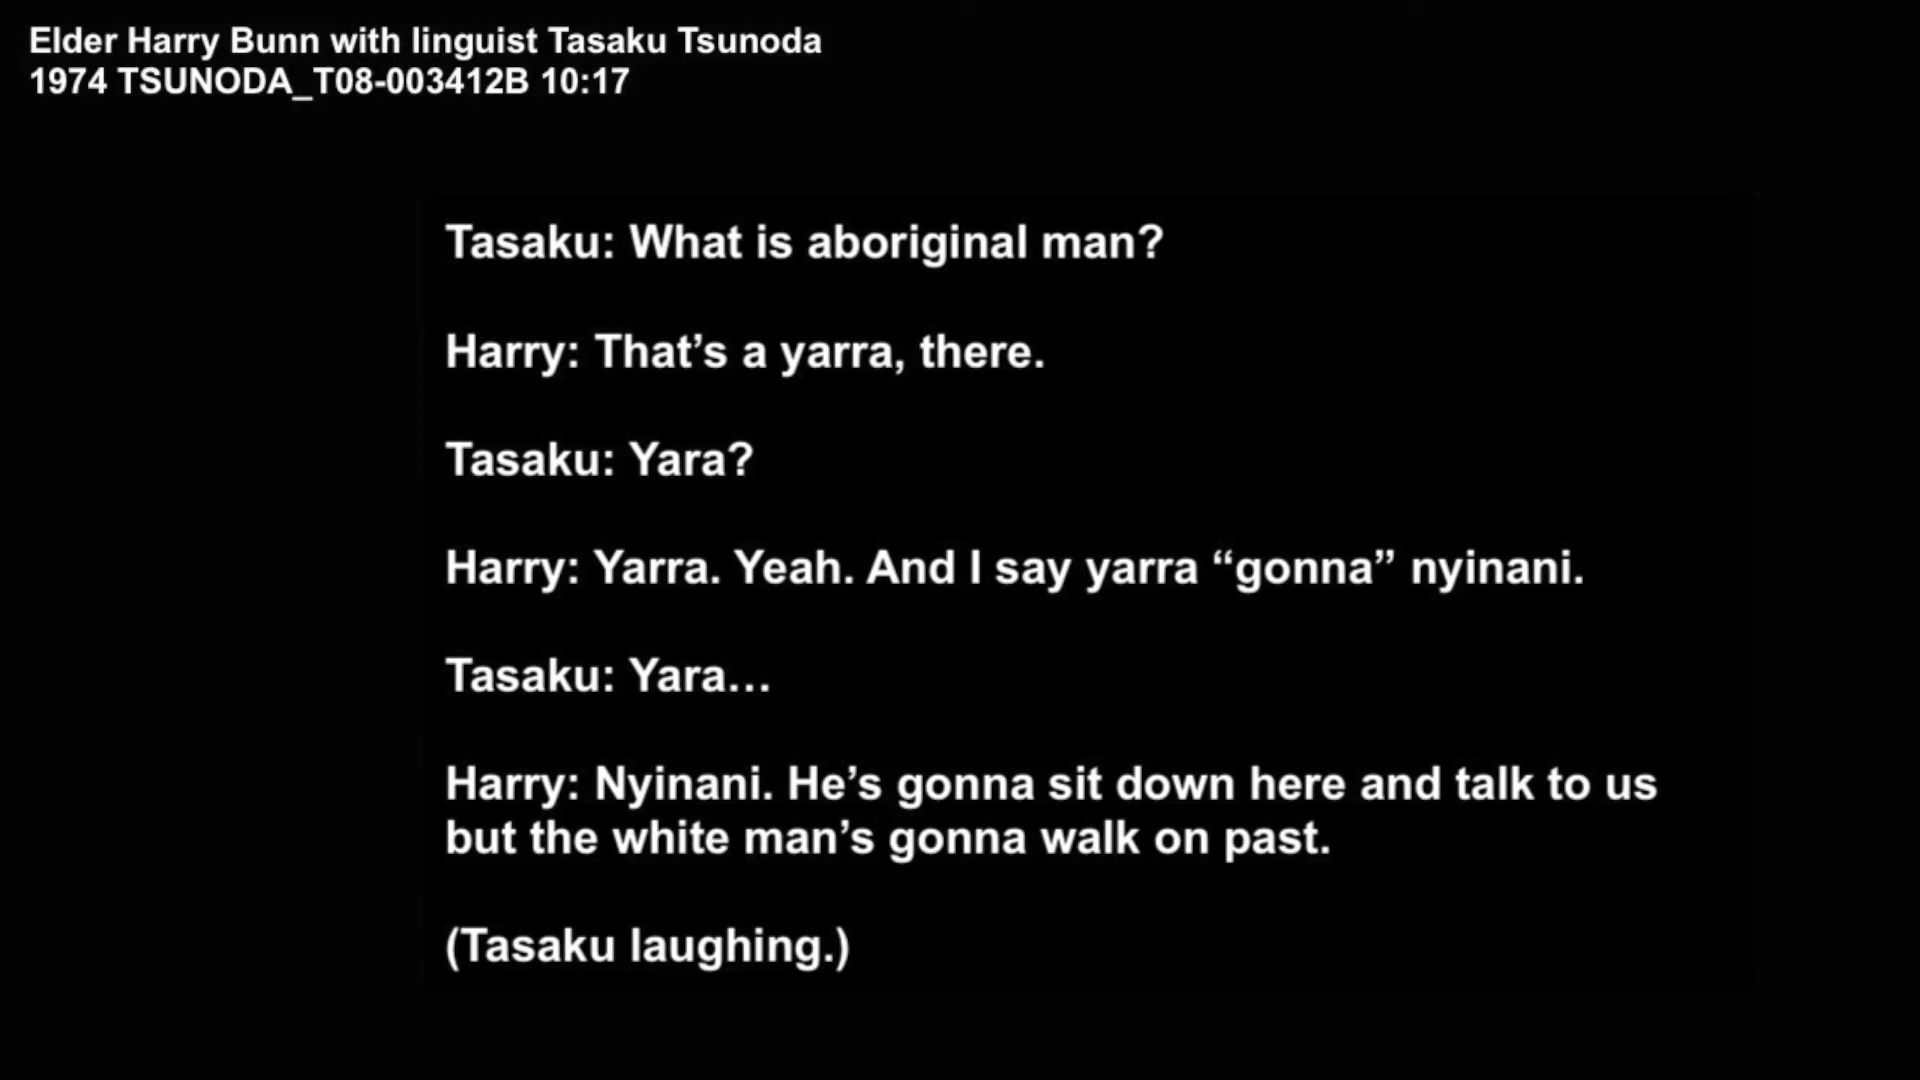 Elder Harry Bunn with linguist Tasaku Tsunoda
1974 TSUNODA_T08-003412B 10:17
Tasaku: What is aboriginal man?
Harry: That’s a yarra, there.
Tasaku: Yara?
Harry: Yarra. Yeah. And I say yarra “gonna” nyinani.
Tasaku: Yara…
Harry: Nyinani. He’s gonna sit down here and talk to us
but the white man’s gonna walk on past.
(Tasaku laughing.)